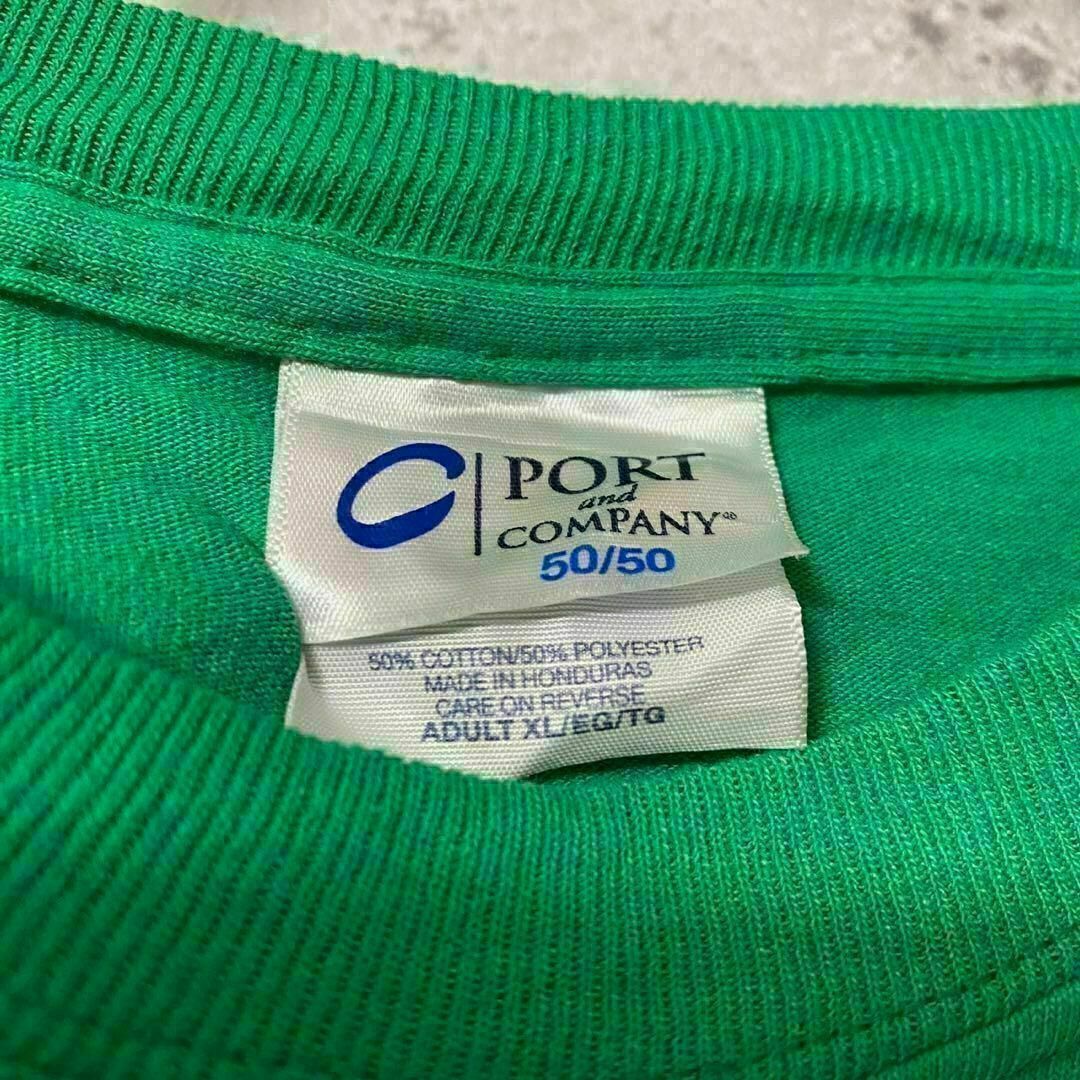 PORT
and
COMPANY®
50/50
50% COTTON/50% POLYESTER
MADE IN HONDURAS
CARE ON REVERSE
ADULT XL/EG/TG